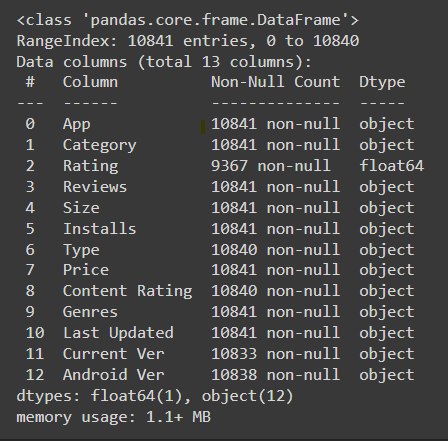 <class 'pandas.core.frame.DataFrame'>
RangeIndex: 10841 entries, 0 to 10840
Data columns (total 13 columns):
 #   Column          Non-Null Count  Dtype
---  ------          --------------  -----
 0   App             10841 non-null  object
 1   Category        10841 non-null  object
 2   Rating          9367 non-null   float64
 3   Reviews         10841 non-null  object
 4   Size            10841 non-null  object
 5   Installs        10841 non-null  object
 6   Type            10840 non-null  object
 7   Price           10841 non-null  object
 8   Content Rating  10840 non-null  object
 9   Genres          10841 non-null  object
 10  Last Updated    10841 non-null  object
 11  Current Ver     10833 non-null  object
 12  Android Ver     10838 non-null  object
dtypes: float64(1), object(12)
memory usage: 1.1+ MB